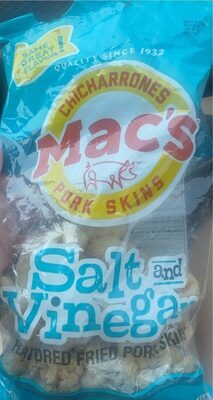 SAME
GREAT
FLAVOR!
QUALITY SINCE 1932
CHICHARRONES
Mac's
PORK SKINS
Salt and
Vinegar
FLAVORED FRIED PORK SKINS